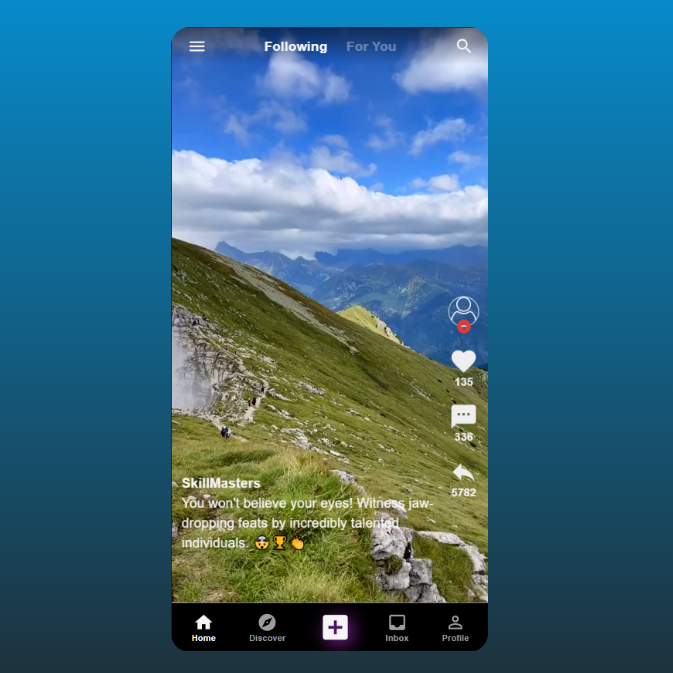 Following
For You
135
336
5782
SkillMasters
You won't believe your eyes! Witness jaw-
dropping feats by incredibly talented
individuals. 🤯🏆👏
Home
Discover
Inbox
Profile